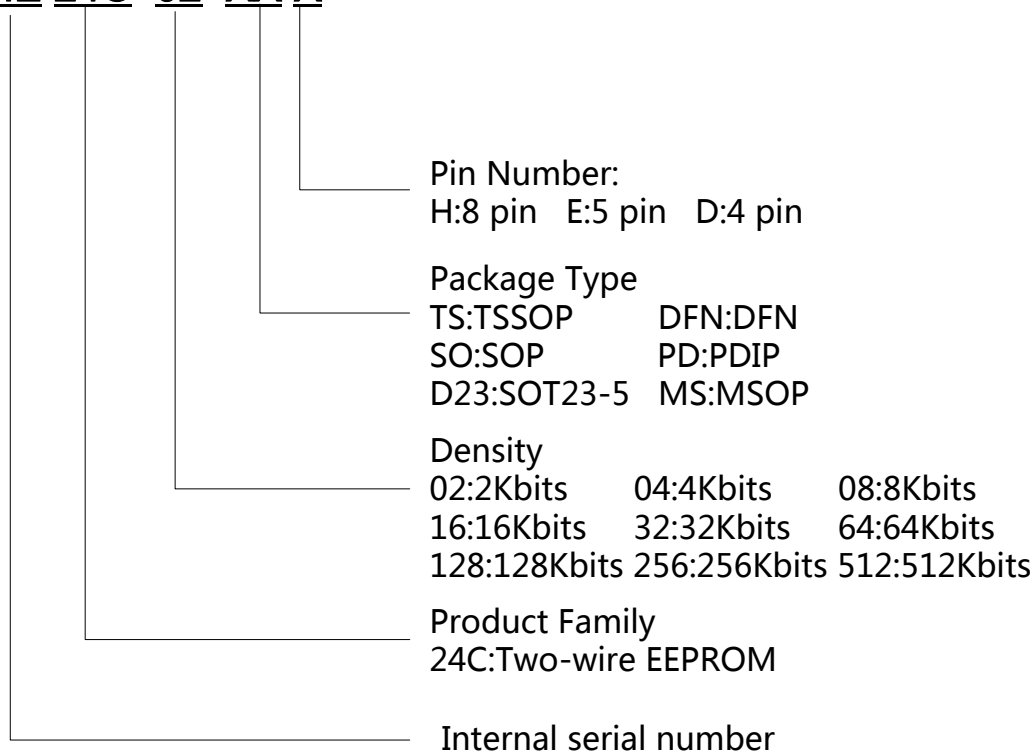 Pin Number:
H:8 pin E:5 pin D:4 pin
Package Type
TS:TSSOP DFN:DFN
SO:SOP PD:PDIP
D23:SOT23-5 MS:MSOP
Density
02:2Kbits 04:4Kbits 08:8Kbits
16:16Kbits 32:32Kbits 64:64Kbits
128:128Kbits 256:256Kbits 512:512Kbits
Product Family
24C:Two-wire EEPROM
Internal serial number